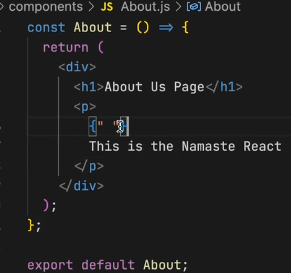 components > JS About.js > About
const About = () => {
return (
<div>
<h1>About Us Page</h1>
<p>
{" "}
This is the Namaste React
</p>
</div>
);
};
export default About;